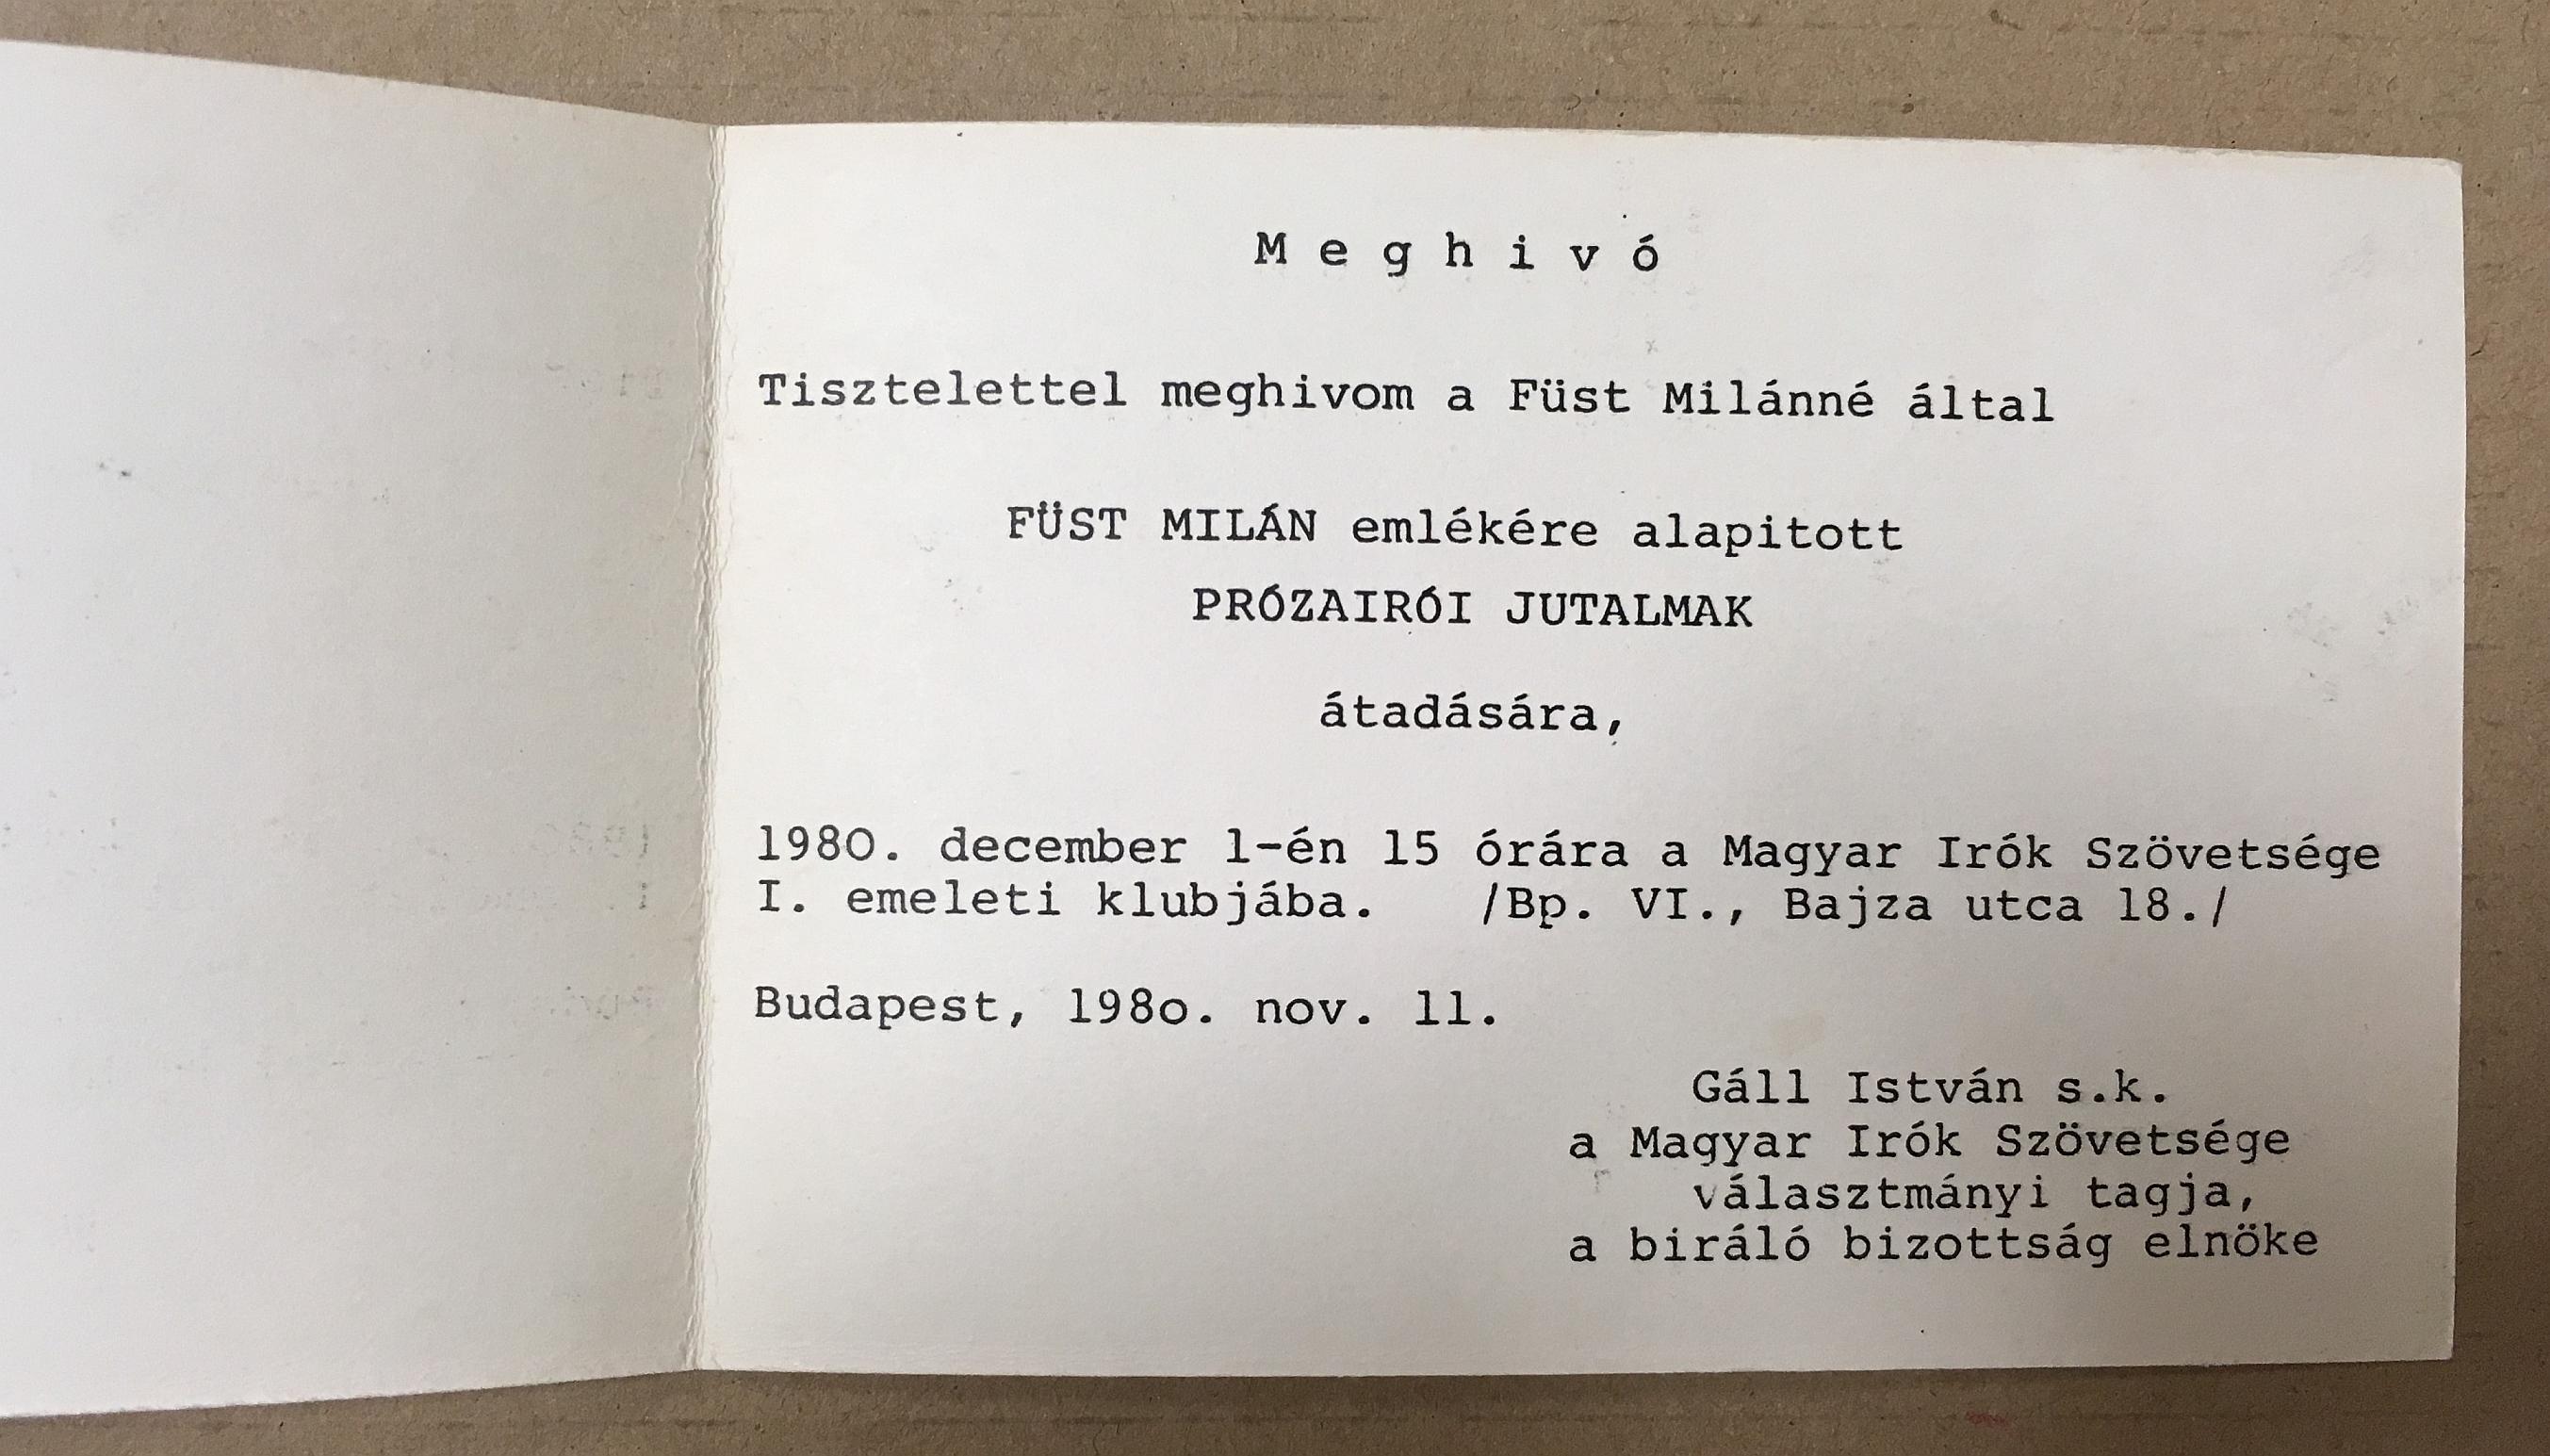 M e g h i v ó
Tisztelettel meghivom a Füst Milánné által
FÜST MILÁN emlékére alapitott
PRÓZAIRÓI JUTALMAK
átadására,
1980. december 1-én 15 órára a Magyar Irók Szövetsége
I. emeleti klubjába. /Bp. VI., Bajza utca 18./
Budapest, 198o. nov. 11.
Gáll István s.k.
a Magyar Irók Szövetsége
választmányi tagja,
a biráló bizottság elnöke